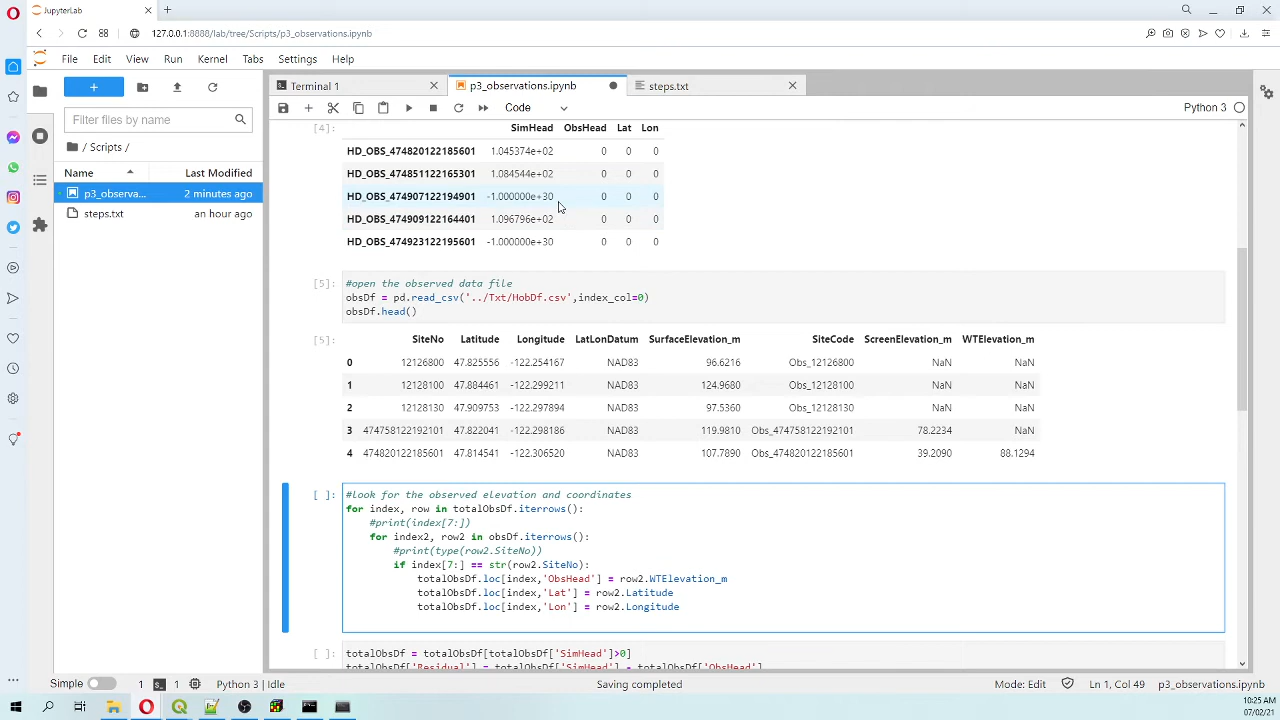 JupyterLab
127.0.0.1:8888/lab/tree/Scripts/p3_observations.ipynb
File Edit View Run Kernel Tabs Settings Help
Terminal 1
p3_observations.ipynb
steps.txt
Code
Python 3
Filter files by name
/ Scripts /
Name Last Modified
p3_observa... 2 minutes ago
steps.txt an hour ago
[4]:
SimHead ObsHead Lat Lon
HD_OBS_474820122185601 1.045374e+02 0 0 0
HD_OBS_474851122165301 1.084544e+02 0 0 0
HD_OBS_474907122194901 -1.000000e+30 0 0 0
HD_OBS_474909122164401 1.096796e+02 0 0 0
HD_OBS_474923122195601 -1.000000e+30 0 0 0
[5]: #open the observed data file
obsDf = pd.read_csv('../Txt/HobDf.csv',index_col=0)
obsDf.head()
[5]:
SiteNo Latitude Longitude LatLonDatum SurfaceElevation_m SiteCode ScreenElevation_m WTElevation_m
0 12126800 47.825556 -122.254167 NAD83 96.6216 Obs_12126800 NaN NaN
1 12128100 47.884461 -122.299211 NAD83 124.9680 Obs_12128100 NaN NaN
2 12128130 47.909753 -122.297894 NAD83 97.5360 Obs_12128130 NaN NaN
3 474758122192101 47.822041 -122.298186 NAD83 119.9810 Obs_474758122192101 78.2234 NaN
4 474820122185601 47.814541 -122.306520 NAD83 107.7890 Obs_474820122185601 39.2090 88.1294
[ ]: #Look for the observed elevation and coordinates
for index, row in totalObsDf.iterrows():
#print(index[7:])
for index2, row2 in obsDf.iterrows():
#print(type(row2.SiteNo))
if index[7:] == str(row2.SiteNo):
totalObsDf.loc[index,'ObsHead'] = row2.WTElevation_m
totalObsDf.loc[index,'Lat'] = row2.Latitude
totalObsDf.loc[index,'Lon'] = row2.Longitude
[ ]: totalObsDf = totalObsDf[totalObsDf['SimHead']>0]
totalObsDf['Residual'] = totalObsDf['SimHead'] - totalObsDf['ObsHead']
Simple 1 1 Python 3 | Idle Saving completed Mode: Edit Ln 1, Col 49 p3_observations.ipynb
10:25 AM
07/02/21